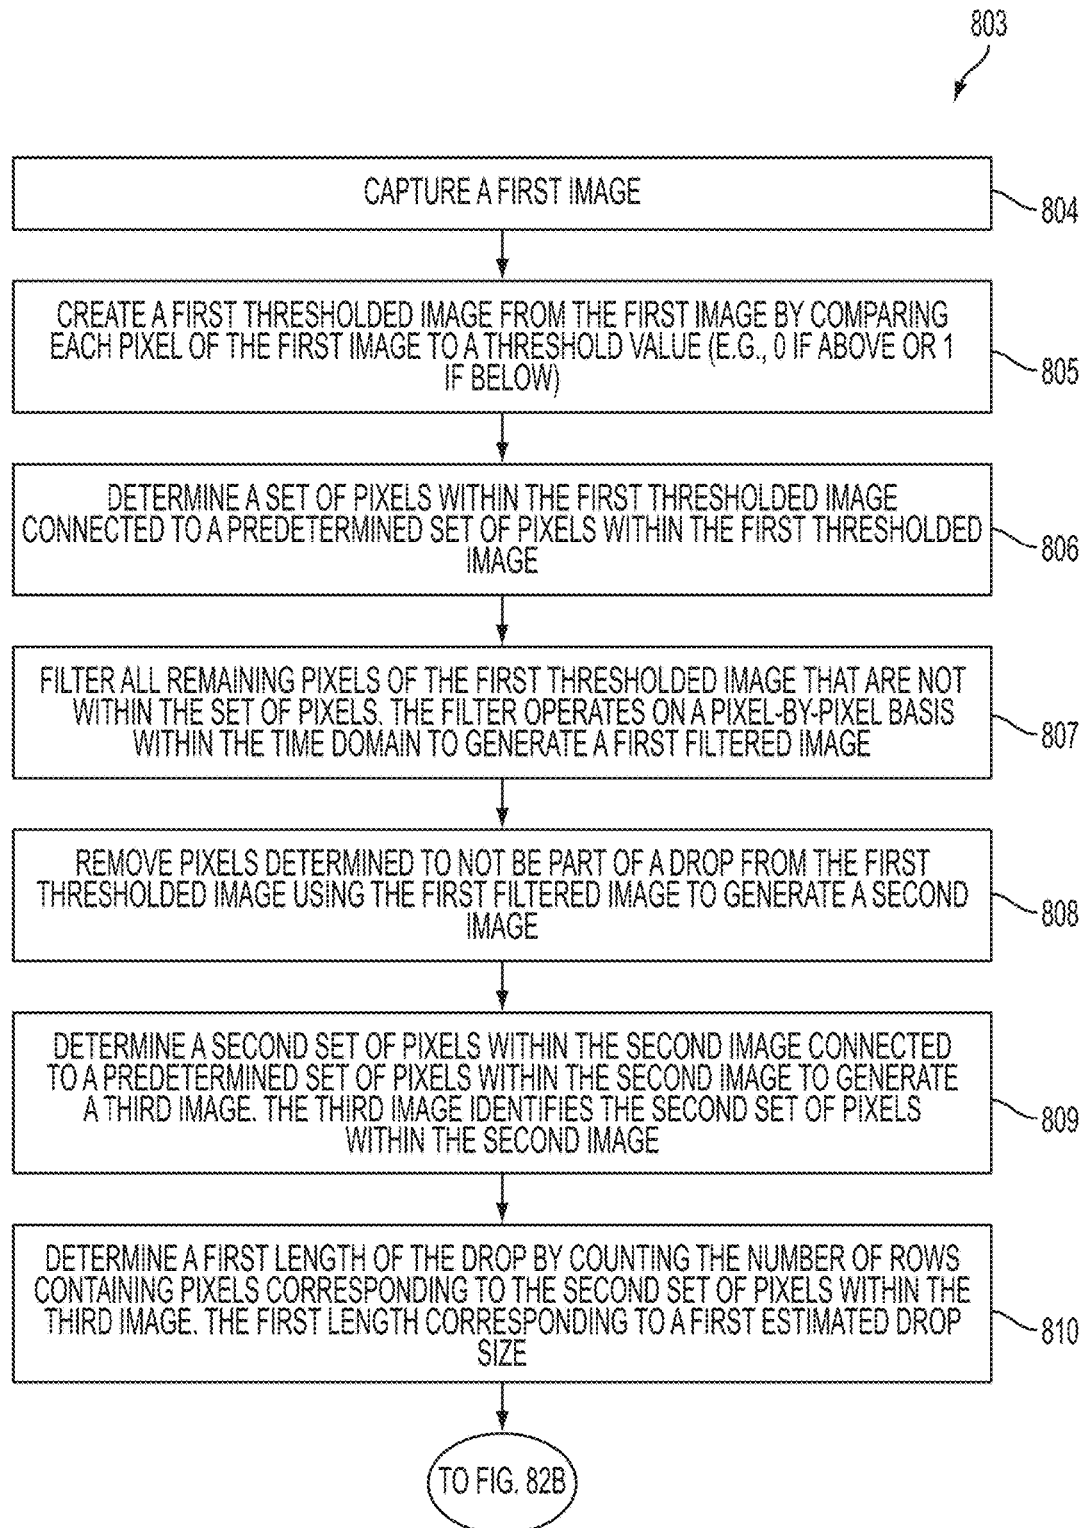 803
CAPTURE A FIRST IMAGE
804
CREATE A FIRST THRESHOLDED IMAGE FROM THE FIRST IMAGE BY COMPARING
EACH PIXEL OF THE FIRST IMAGE TO A THRESHOLD VALUE (E.G., 0 IF ABOVE OR 1
IF BELOW)
805
DETERMINE A SET OF PIXELS WITHIN THE FIRST THRESHOLDED IMAGE
CONNECTED TO A PREDETERMINED SET OF PIXELS WITHIN THE FIRST THRESHOLDED
IMAGE
806
FILTER ALL REMAINING PIXELS OF THE FIRST THRESHOLDED IMAGE THAT ARE NOT
WITHIN THE SET OF PIXELS. THE FILTER OPERATES ON A PIXEL-BY-PIXEL BASIS
WITHIN THE TIME DOMAIN TO GENERATE A FIRST FILTERED IMAGE
807
REMOVE PIXELS DETERMINED TO NOT BE PART OF A DROP FROM THE FIRST
THRESHOLDED IMAGE USING THE FIRST FILTERED IMAGE TO GENERATE A SECOND
IMAGE
808
DETERMINE A SECOND SET OF PIXELS WITHIN THE SECOND IMAGE CONNECTED
TO A PREDETERMINED SET OF PIXELS WITHIN THE SECOND IMAGE TO GENERATE
A THIRD IMAGE. THE THIRD IMAGE IDENTIFIES THE SECOND SET OF PIXELS
WITHIN THE SECOND IMAGE
809
DETERMINE A FIRST LENGTH OF THE DROP BY COUNTING THE NUMBER OF ROWS
CONTAINING PIXELS CORRESPONDING TO THE SECOND SET OF PIXELS WITHIN THE
THIRD IMAGE. THE FIRST LENGTH CORRESPONDING TO A FIRST ESTIMATED DROP
SIZE
810
TO FIG. 82B